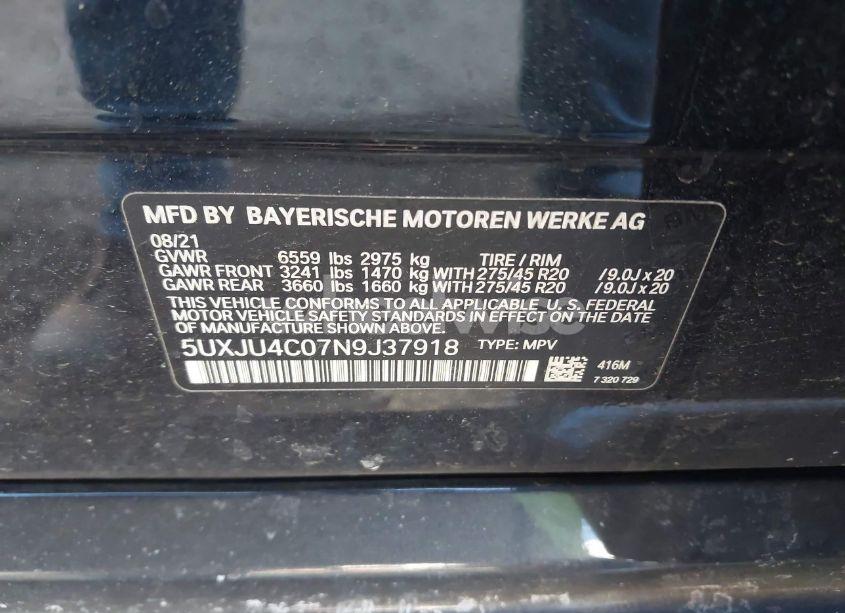 MFD BY BAYERISCHE MOTOREN WERKE AG
08/21
GVWR 6559 lbs 2975 kg TIRE / RIM
GAWR FRONT 3241 lbs 1470 kg WITH 275/45 R20 /9.0J x 20
GAWR REAR 3660 lbs 1660 kg WITH 275/45 R20 /9.0J x 20
THIS VEHICLE CONFORMS TO ALL APPLICABLE U. S. FEDERAL
MOTOR VEHICLE SAFETY STANDARDS IN EFFECT ON THE DATE OF
MANUFACTURE SHOWN ABOVE.
5UXJU4C07N9J37918 TYPE: MPV
416M
7 320 729